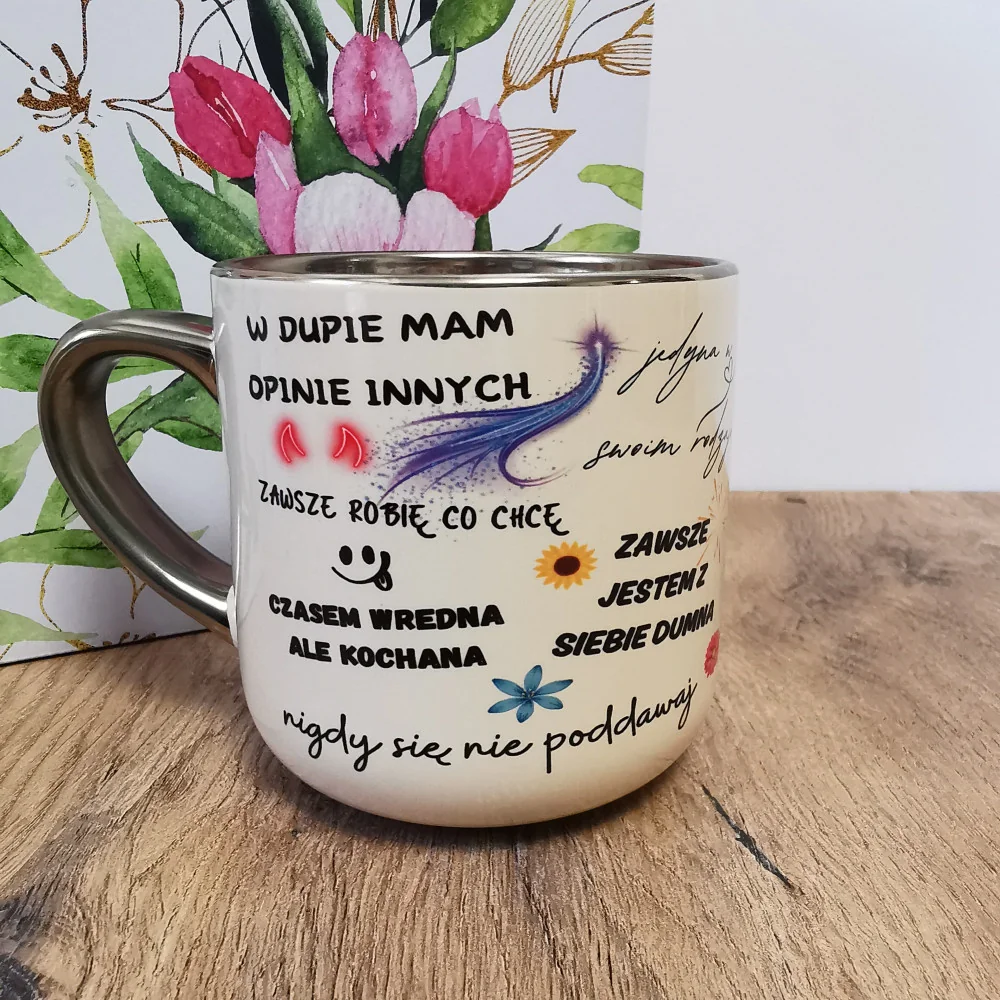 W DUPIE MAM
OPINIE INNYCH
jedyna w
swoim
ZAWSZE ROBIĘ CO CHCĘ
CZASEM WREDNA
ALE KOCHANA
ZAWSZE
JESTEM Z
SIEBIE DUMNA
nigdy się nie poddawaj